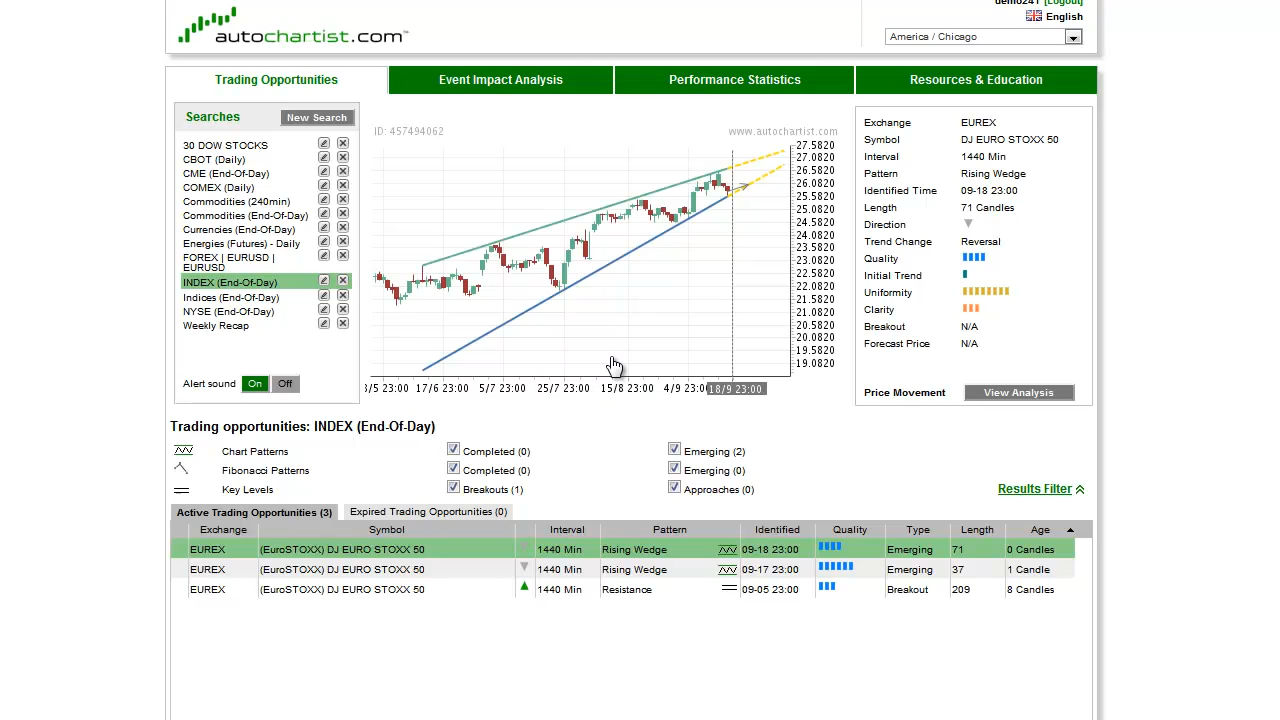 demo241 [Logout]
English
autochartist.com™
America / Chicago
Trading Opportunities
Event Impact Analysis
Performance Statistics
Resources & Education
Searches
New Search
30 DOW STOCKS
CBOT (Daily)
CME (End-Of-Day)
COMEX (Daily)
Commodities (240min)
Commodities (End-Of-Day)
Currencies (End-Of-Day)
Energies (Futures) - Daily
FOREX | EURUSD |
EURUSD
INDEX (End-Of-Day)
Indices (End-Of-Day)
NYSE (End-Of-Day)
Weekly Recap
Alert sound On Off
ID: 457494062
www.autochartist.com
27.5820
27.0820
26.5820
26.0820
25.5820
25.0820
24.5820
24.0820
23.5820
23.0820
22.5820
22.0820
21.5820
21.0820
20.5820
20.0820
19.5820
19.0820
3/5 23:00 17/6 23:00 5/7 23:00 25/7 23:00 15/8 23:00 4/9 23:00 18/9 23:00
Exchange EUREX
Symbol DJ EURO STOXX 50
Interval 1440 Min
Pattern Rising Wedge
Identified Time 09-18 23:00
Length 71 Candles
Direction
Trend Change Reversal
Quality
Initial Trend
Uniformity
Clarity
Breakout N/A
Forecast Price N/A
Price Movement View Analysis
Trading opportunities: INDEX (End-Of-Day)
Chart Patterns Completed (0) Emerging (2)
Fibonacci Patterns Completed (0) Emerging (0)
Key Levels Breakouts (1) Approaches (0)
Results Filter
Active Trading Opportunities (3) Expired Trading Opportunities (0)
Exchange Symbol Interval Pattern Identified Quality Type Length Age
EUREX (EuroSTOXX) DJ EURO STOXX 50 1440 Min Rising Wedge 09-18 23:00 Emerging 71 0 Candles
EUREX (EuroSTOXX) DJ EURO STOXX 50 1440 Min Rising Wedge 09-17 23:00 Emerging 37 1 Candle
EUREX (EuroSTOXX) DJ EURO STOXX 50 1440 Min Resistance 09-05 23:00 Breakout 209 8 Candles